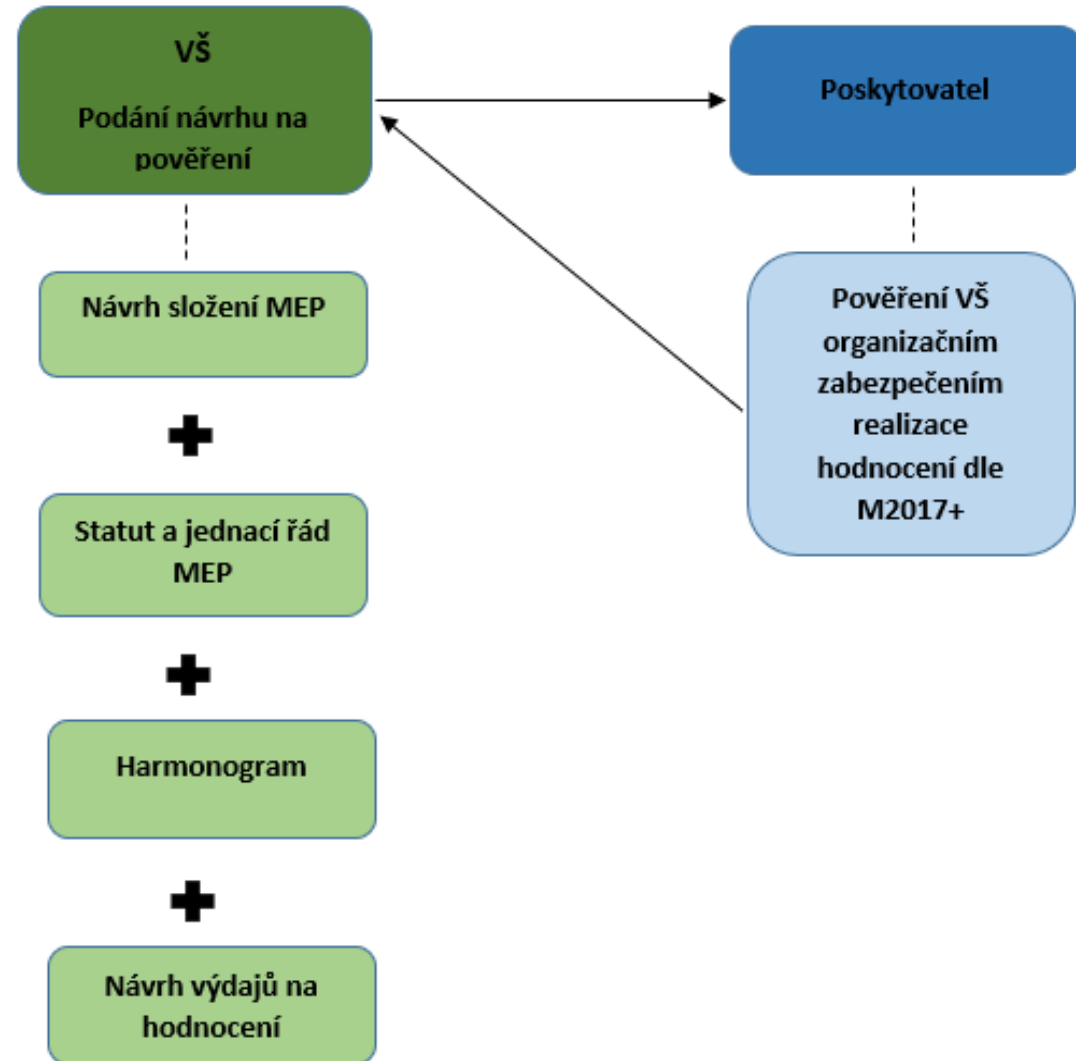 VŠ
Podání návrhu na
pověření
Poskytovatel
Návrh složení MEP
Pověření VŠ
organizačním
zabezpečením
realizace
hodnocení dle
M2017+
Statut a jednací řád
MEP
Harmonogram
Návrh výdajů na
hodnocení